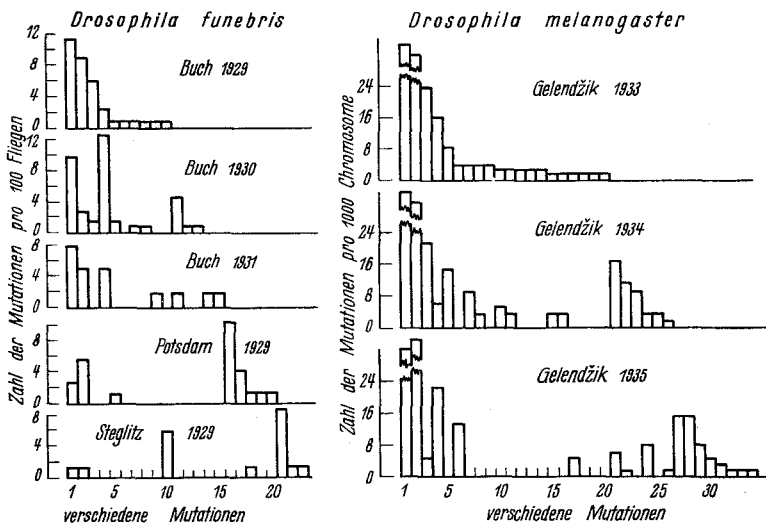 Drosophila funebris
Zahl der Mutationen pro 100 Fliegen
12
8
4
0
Buch 1929
12
8
4
0
Buch 1930
8
4
0
Buch 1931
8
4
0
Potsdam 1929
8
4
0
Steglitz 1929
1 5 10 15 20
verschiedene Mutationen
Drosophila melanogaster
Zahl der Mutationen pro 1000 Chromosome
24
16
8
0
Gelendžik 1933
24
16
8
0
Gelendžik 1934
24
16
8
0
Gelendžik 1935
1 5 10 15 20 25 30
verschiedene Mutationen